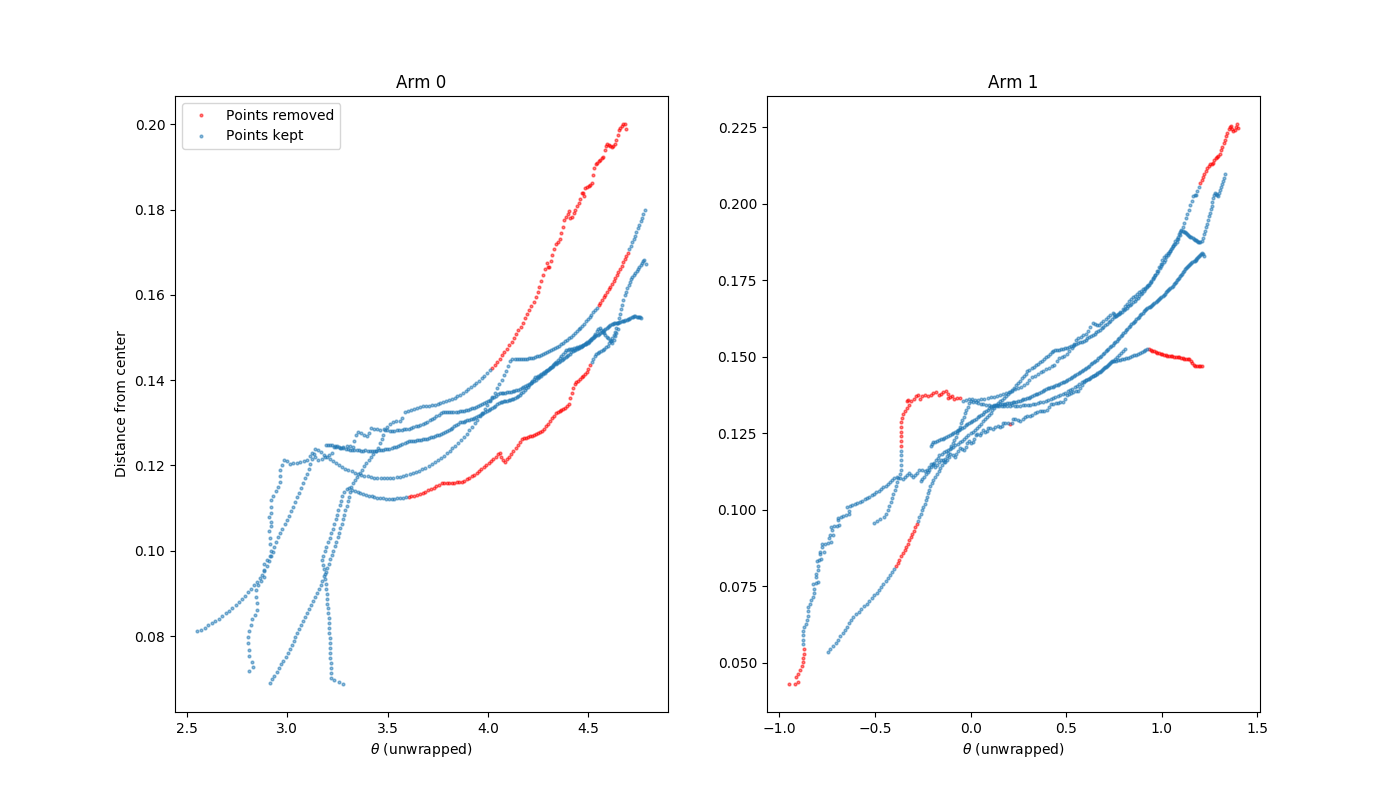 Arm 0
Points removed
Points kept
0.20
0.18
0.16
0.14
0.12
0.10
0.08
Distance from center
2.5 3.0 3.5 4.0 4.5
θ (unwrapped)
Arm 1
0.225
0.200
0.175
0.150
0.125
0.100
0.075
0.050
−1.0 −0.5 0.0 0.5 1.0 1.5
θ (unwrapped)